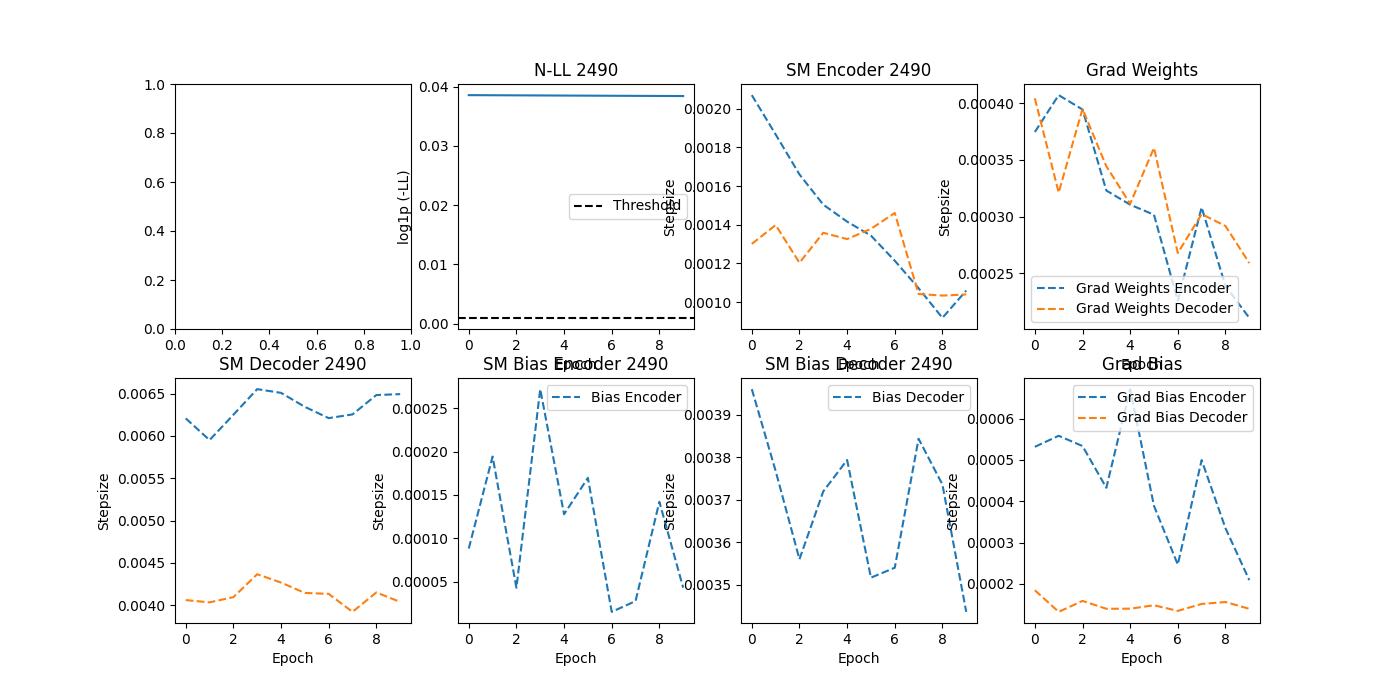 1.0
0.8
0.6
0.4
0.2
0.0
0.0 0.2 0.4 0.6 0.8 1.0
N-LL 2490
log1p (-LL)
0.04
0.03
0.02
0.01
0.00
Threshold
0 2 4 6 8
Epoch
SM Encoder 2490
Stepsize
0.0020
0.0018
0.0016
0.0014
0.0012
0.0010
0 2 4 6 8
Epoch
Grad Weights
Stepsize
0.00040
0.00035
0.00030
0.00025
Grad Weights Encoder
Grad Weights Decoder
0 2 4 6 8
Epoch
SM Decoder 2490
Stepsize
0.0065
0.0060
0.0055
0.0050
0.0045
0.0040
0 2 4 6 8
Epoch
SM Bias Encoder 2490
Stepsize
0.00025
0.00020
0.00015
0.00010
0.00005
Bias Encoder
0 2 4 6 8
Epoch
SM Bias Decoder 2490
Stepsize
0.0039
0.0038
0.0037
0.0036
0.0035
Bias Decoder
0 2 4 6 8
Epoch
Grad Bias
Stepsize
0.0006
0.0005
0.0004
0.0003
0.0002
Grad Bias Encoder
Grad Bias Decoder
0 2 4 6 8
Epoch